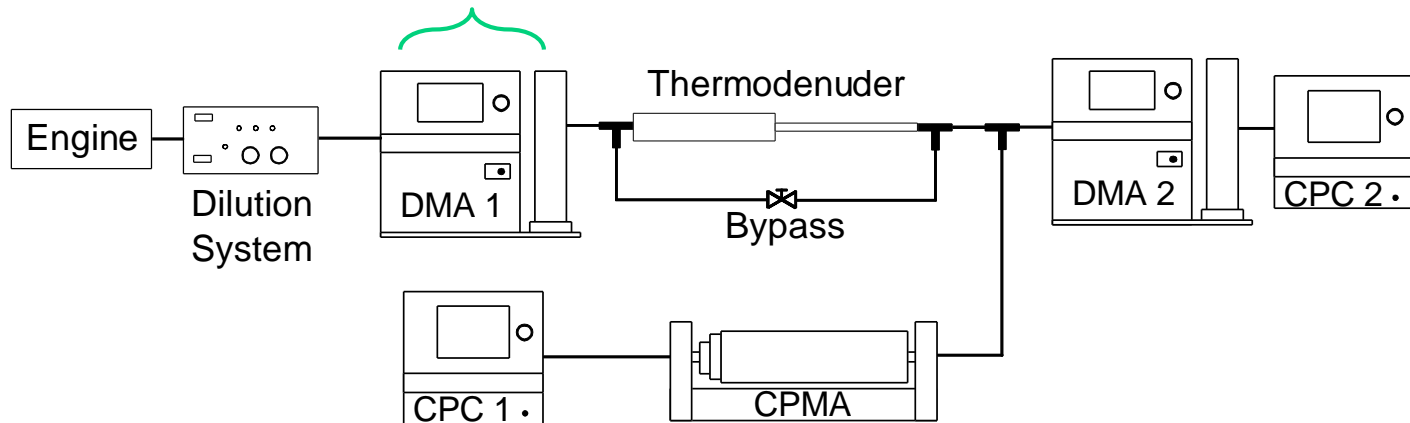 Thermodenuder
Engine
Dilution
System
DMA 1
Bypass
DMA 2
CPC 2
CPC 1
CPMA